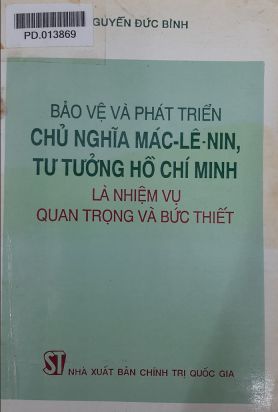 PD.013869
NGUYỄN ĐỨC BÌNH
BẢO VỆ VÀ PHÁT TRIỂN
CHỦ NGHĨA MÁC-LÊ-NIN,
TƯ TƯỞNG HỒ CHÍ MINH
LÀ NHIỆM VỤ
QUAN TRỌNG VÀ BỨC THIẾT
ST
NHÀ XUẤT BẢN CHÍNH TRỊ QUỐC GIA